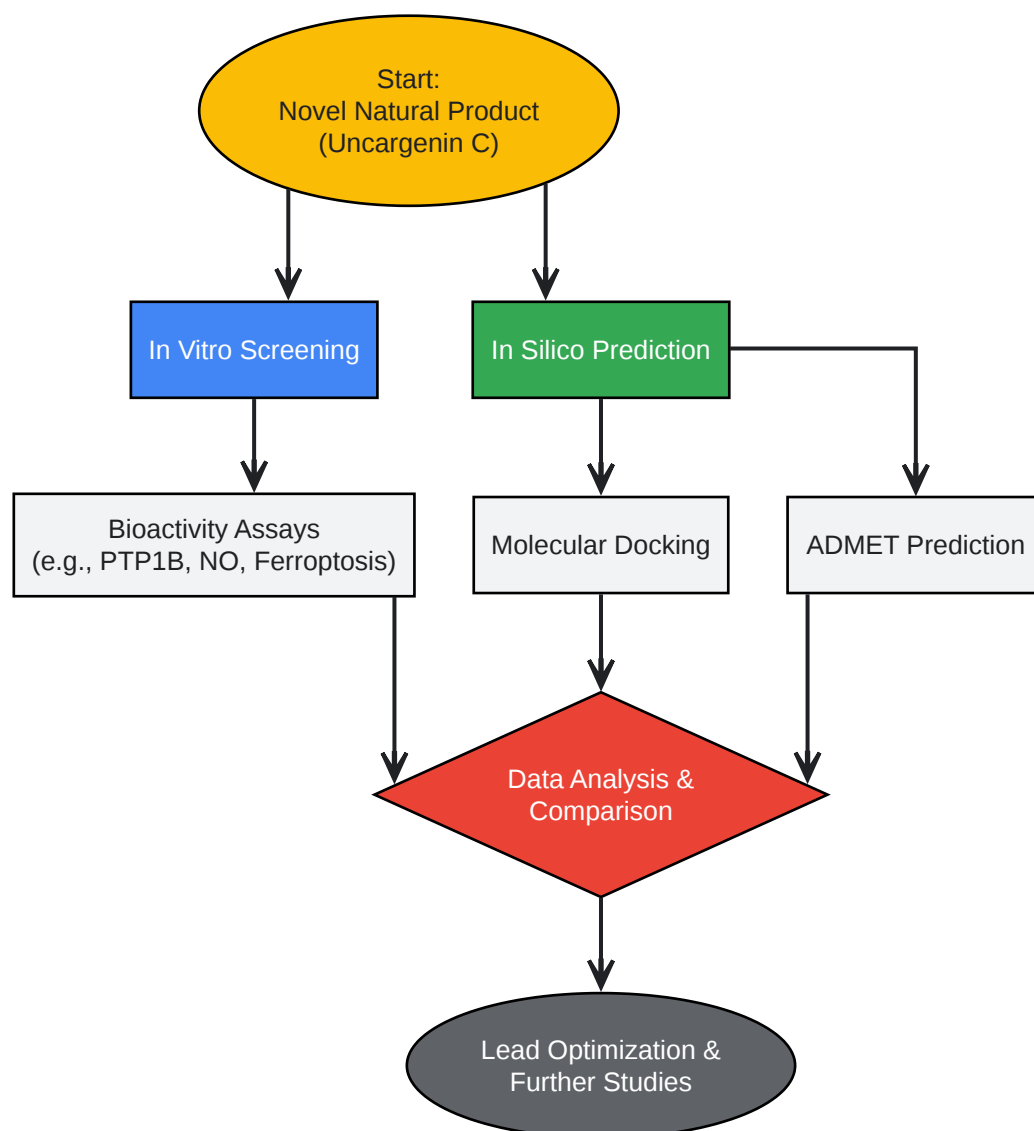 Start:
Novel Natural Product
(Uncargenin C)
In Vitro Screening
In Silico Prediction
Bioactivity Assays
(e.g., PTP1B, NO, Ferroptosis)
Molecular Docking
ADMET Prediction
Data Analysis &
Comparison
Lead Optimization &
Further Studies